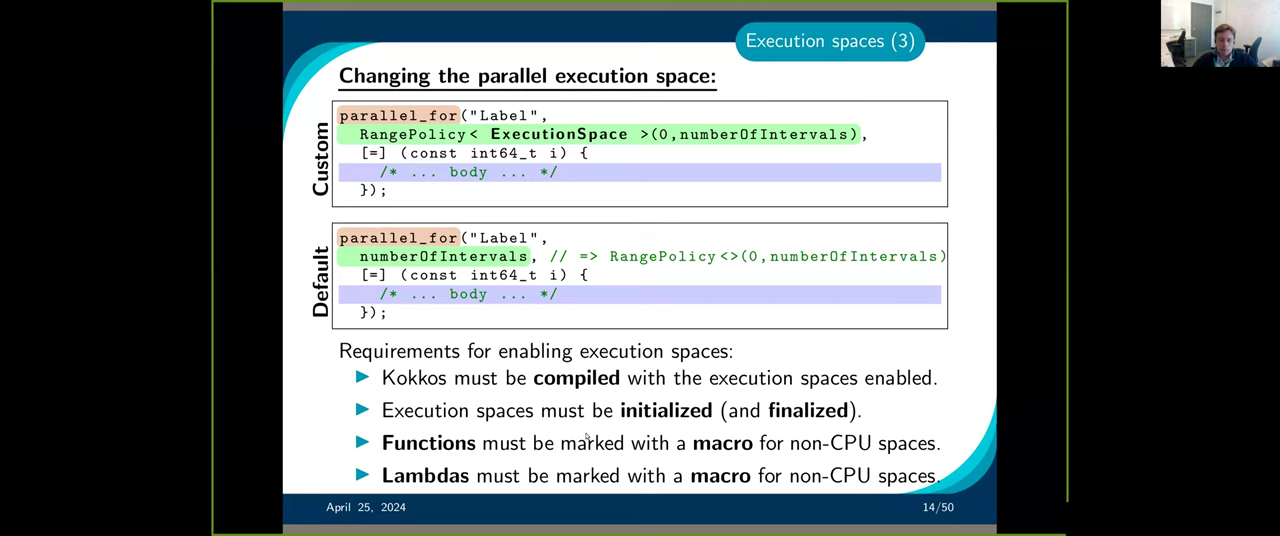 Execution spaces (3)
Changing the parallel execution space:
Custom
parallel_for("Label",
RangePolicy< ExecutionSpace >(0,numberOfIntervals),
[=] (const int64_t i) {
/* ... body ... */
});
Default
parallel_for("Label",
numberOfIntervals, // => RangePolicy<>(0,numberOfIntervals)
[=] (const int64_t i) {
/* ... body ... */
});
Requirements for enabling execution spaces:
▶ Kokkos must be compiled with the execution spaces enabled.
▶ Execution spaces must be initialized (and finalized).
▶ Functions must be marked with a macro for non-CPU spaces.
▶ Lambdas must be marked with a macro for non-CPU spaces.
April 25, 2024
14/50